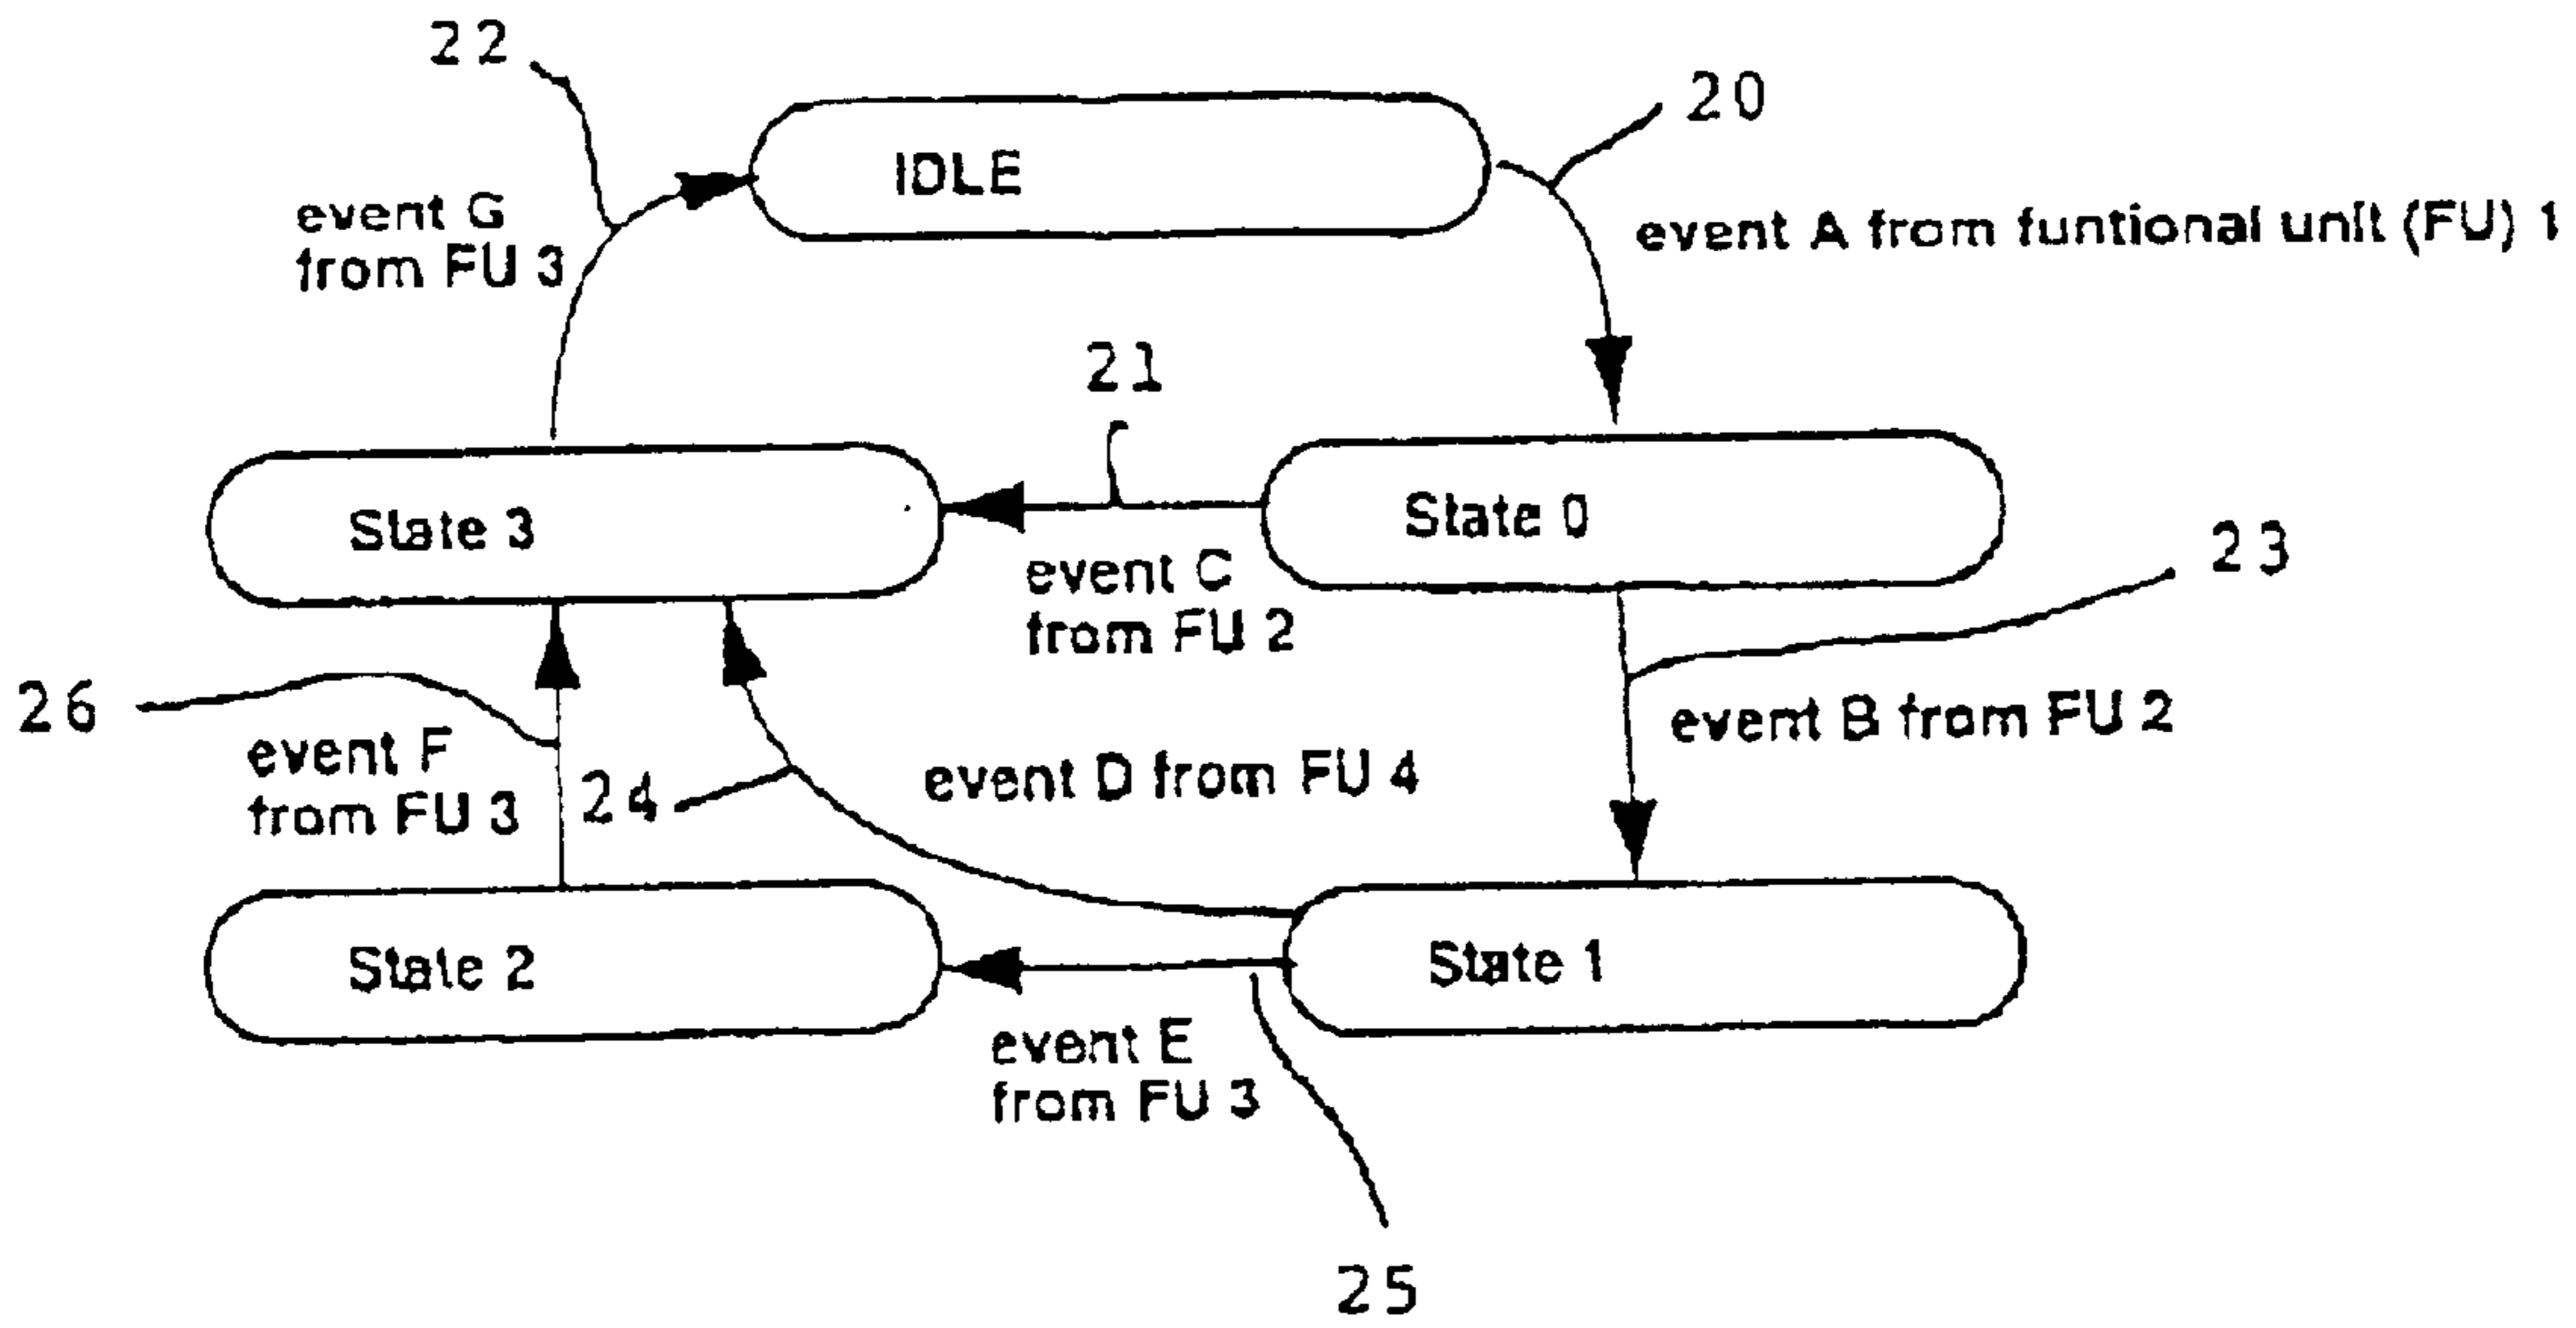 22
20
IDLE
event G
from FU 3
event A from funtional unit (FU) 1
21
State 3
State 0
event C
from FU 2
23
26
event B from FU 2
event F
from FU 3
24
event D from FU 4
State 2
State 1
event E
from FU 3
25